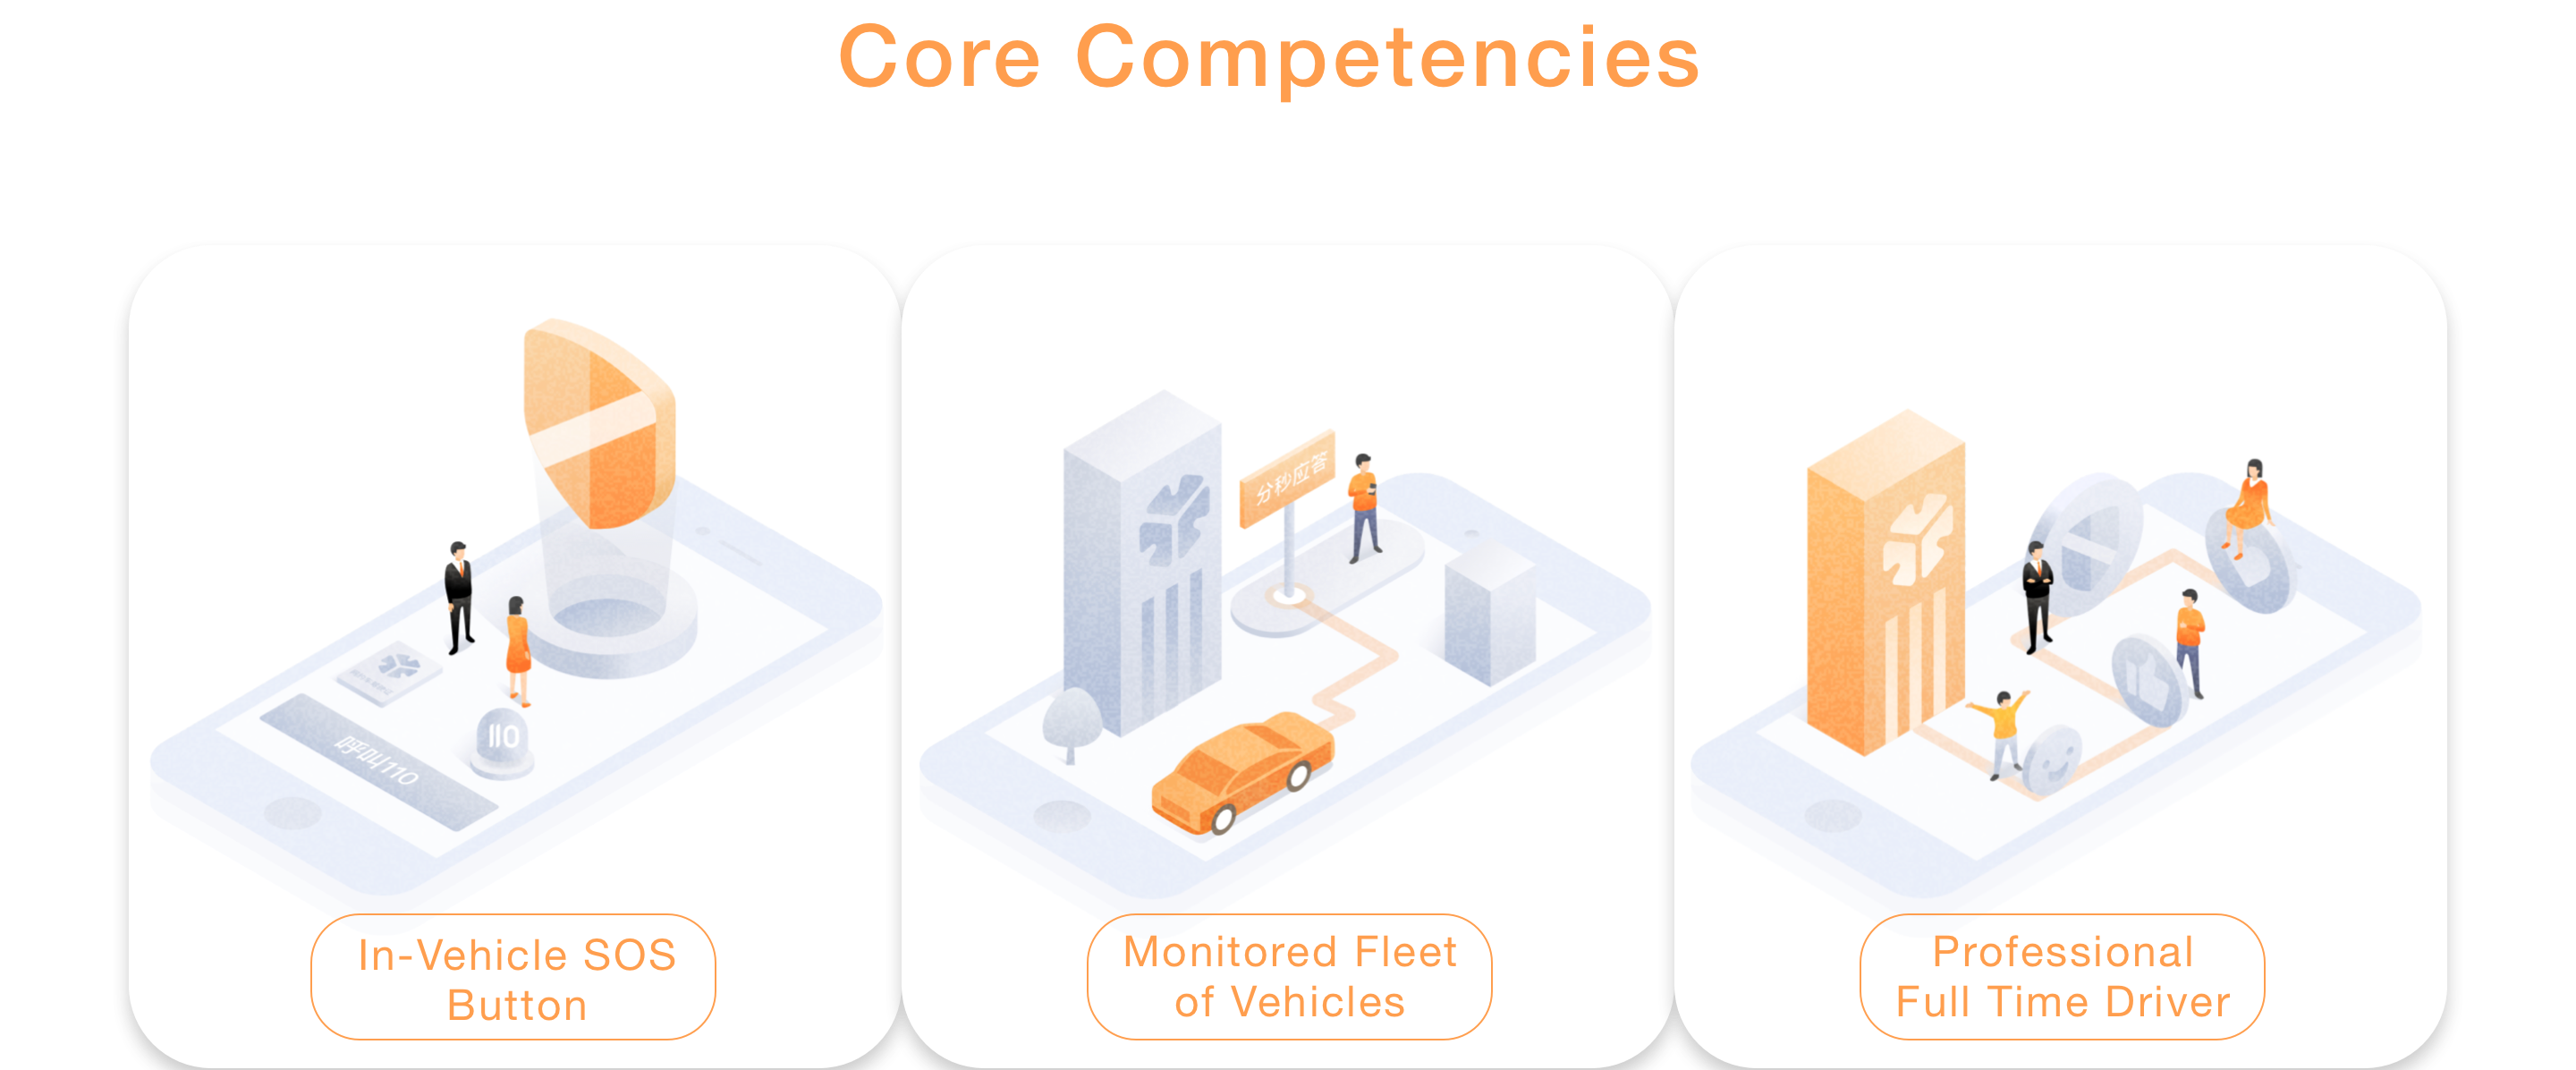 Core Competencies
呼叫110
110
分秒应答
In-Vehicle SOS
Button
Monitored Fleet
of Vehicles
Professional
Full Time Driver